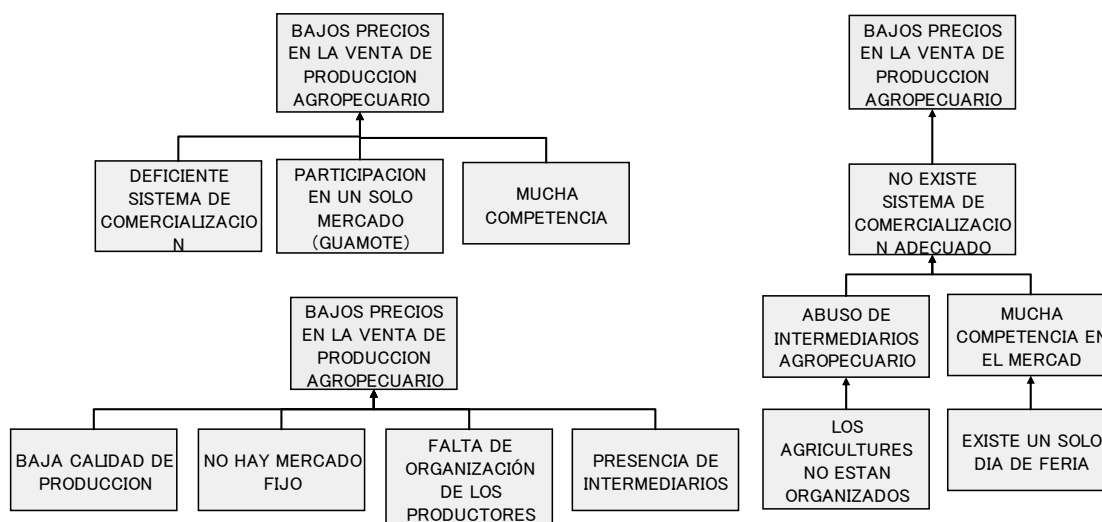 BAJOS PRECIOS
EN LA VENTA DE
PRODUCCION
AGROPECUARIO
DEFICIENTE
SISTEMA DE
COMERCIALIZACIO
N
PARTICIPACION
EN UN SOLO
MERCADO
(GUAMOTE)
MUCHA
COMPETENCIA
BAJOS PRECIOS
EN LA VENTA DE
PRODUCCION
AGROPECUARIO
BAJA CALIDAD DE
PRODUCCION
NO HAY MERCADO
FIJO
FALTA DE
ORGANIZACIÓN
DE LOS
PRODUCTORES
PRESENCIA DE
INTERMEDIARIOS
BAJOS PRECIOS
EN LA VENTA DE
PRODUCCION
AGROPECUARIO
NO EXISTE
SISTEMA DE
COMERCIALIZACIO
N ADECUADO
ABUSO DE
INTERMEDIARIOS
AGROPECUARIO
MUCHA
COMPETENCIA EN
EL MERCAD
LOS
AGRICULTURES
NO ESTAN
ORGANIZADOS
EXISTE UN SOLO
DIA DE FERIA